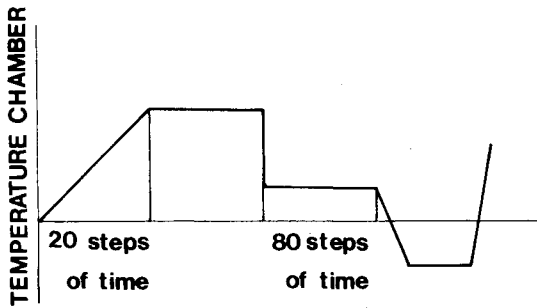 TEMPERATURE CHAMBER
20 steps
of time
80 steps
of time